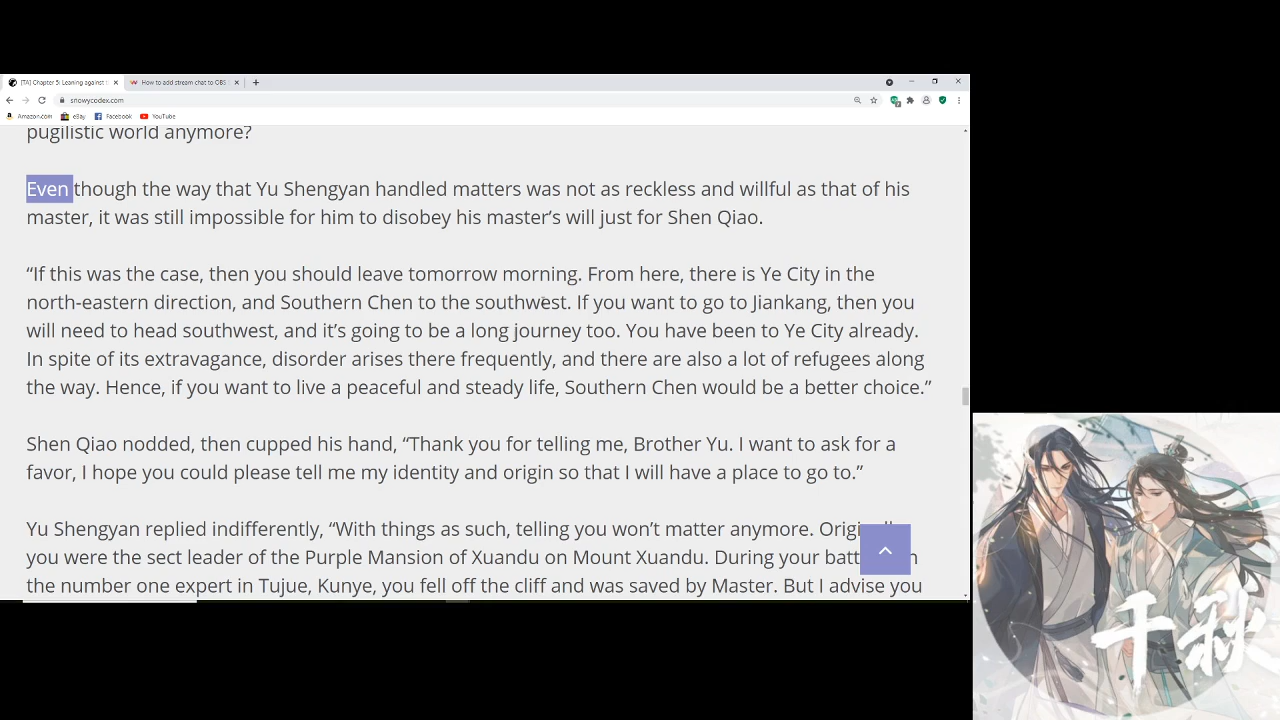 [TA] Chapter 5: Leaning against t
How to add stream chat to OBS
snowycodex.com
Amazon.com eBay Facebook YouTube
pugilistic world anymore?
Even though the way that Yu Shengyan handled matters was not as reckless and willful as that of his
master, it was still impossible for him to disobey his master’s will just for Shen Qiao.
“If this was the case, then you should leave tomorrow morning. From here, there is Ye City in the
north-eastern direction, and Southern Chen to the southwest. If you want to go to Jiankang, then you
will need to head southwest, and it’s going to be a long journey too. You have been to Ye City already.
In spite of its extravagance, disorder arises there frequently, and there are also a lot of refugees along
the way. Hence, if you want to live a peaceful and steady life, Southern Chen would be a better choice.”
Shen Qiao nodded, then cupped his hand, “Thank you for telling me, Brother Yu. I want to ask for a
favor, I hope you could please tell me my identity and origin so that I will have a place to go to.”
Yu Shengyan replied indifferently, “With things as such, telling you won’t matter anymore.
you were the sect leader of the Purple Mansion of Xuandu on Mount Xuandu. During your
the number one expert in Tujue, Kunye, you fell off the cliff and was saved by Master. But I advise you
千秋